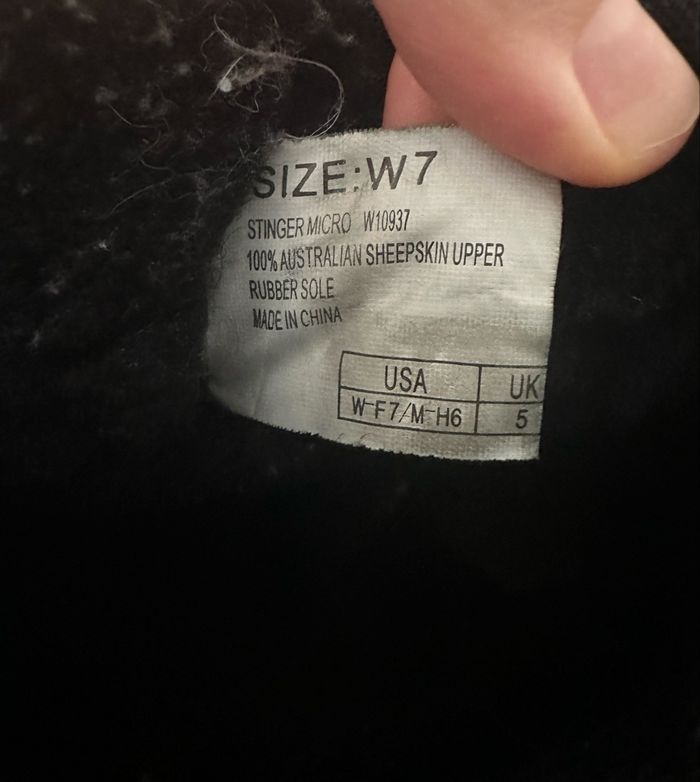 SIZE:W7
STINGER MICRO W10937
100% AUSTRALIAN SHEEPSKIN UPPER
RUBBER SOLE
MADE IN CHINA
USA UK
W-F7/M-H6 5